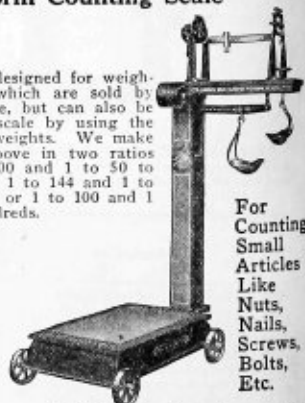 Counting Scale
designed for weigh-
which are sold by
e, but can also be
scale by using the
weights. We make
ove in two ratios
00 and 1 to 50 to
1 to 144 and 1 to
or 1 to 100 and 1
dreds.
For
Counting
Small
Articles
Like
Nuts,
Nails,
Screws,
Bolts,
Etc.